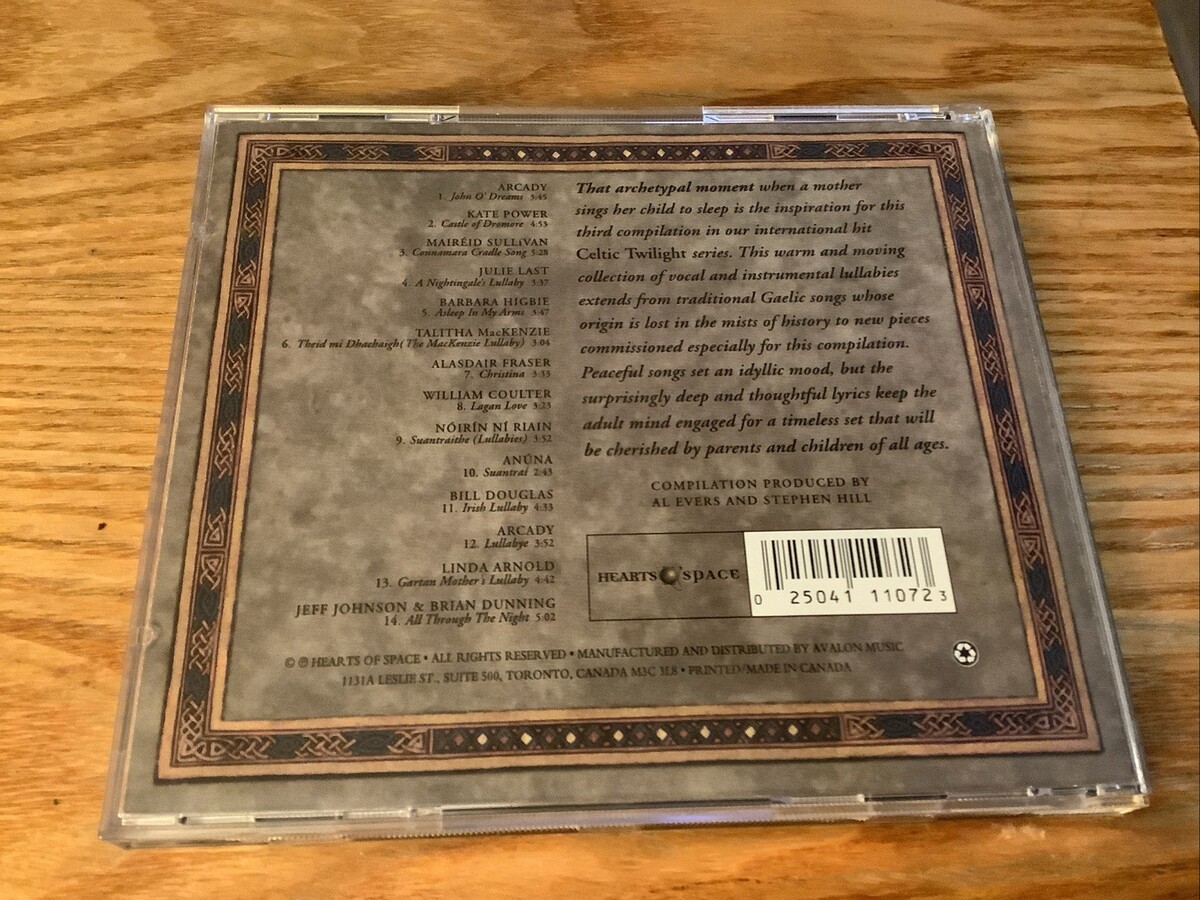 ARCADY
1. John O' Dreams 5:45
KATE POWER
2. Castle of Dromore 4:53
MAIRÉID SULLIVAN
3. Connamara Cradle Song 5:28
JULIE LAST
4. A Nightingale's Lullaby 3:37
BARBARA HIGBIE
5. Asleep In My Arms 3:47
TALITHA MacKENZIE
6. Theid mi Dhachaigh( The MacKenzie Lullaby) 3:04
ALASDAIR FRASER
7. Christina 3:33
WILLIAM COULTER
8. Lagan Love 3:23
NÓIRÍN NÍ RIAIN
9. Suantraithe (Lullabies) 3:52
ANÚNA
10. Suantraí 2:43
BILL DOUGLAS
11. Irish Lullaby 4:33
ARCADY
12. Lullabye 3:52
LINDA ARNOLD
13. Gartan Mother's Lullaby 4:42
JEFF JOHNSON & BRIAN DUNNING
14. All Through The Night 5:02
That archetypal moment when a mother
sings her child to sleep is the inspiration for this
third compilation in our international hit
Celtic Twilight series. This warm and moving
collection of vocal and instrumental lullabies
extends from traditional Gaelic songs whose
origin is lost in the mists of history to new pieces
commissioned especially for this compilation.
Peaceful songs set an idyllic mood, but the
surprisingly deep and thoughtful lyrics keep the
adult mind engaged for a timeless set that will
be cherished by parents and children of all ages.
COMPILATION PRODUCED BY
AL EVERS AND STEPHEN HILL
HEARTS O' SPACE
0 25041 11072 3
© ℗ HEARTS OF SPACE • ALL RIGHTS RESERVED • MANUFACTURED AND DISTRIBUTED BY AVALON MUSIC
1131A LESLIE ST., SUITE 500, TORONTO, CANADA M3C 3L8 • PRINTED/MADE IN CANADA